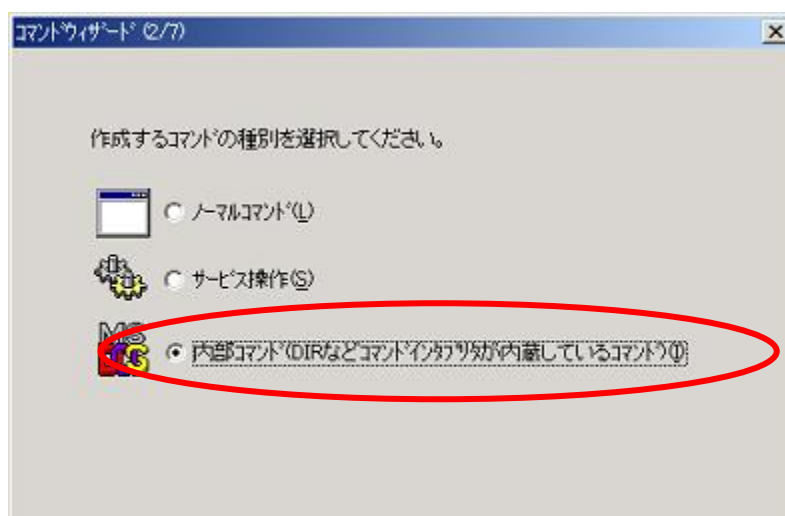 コマンドウィザード (2/7)
作成するコマンドの種別を選択してください。
ノーマルコマンド(L)
サービス操作(S)
MS
内部コマンド(DIRなどコマンドインタプリタが内蔵しているコマンド)(I)